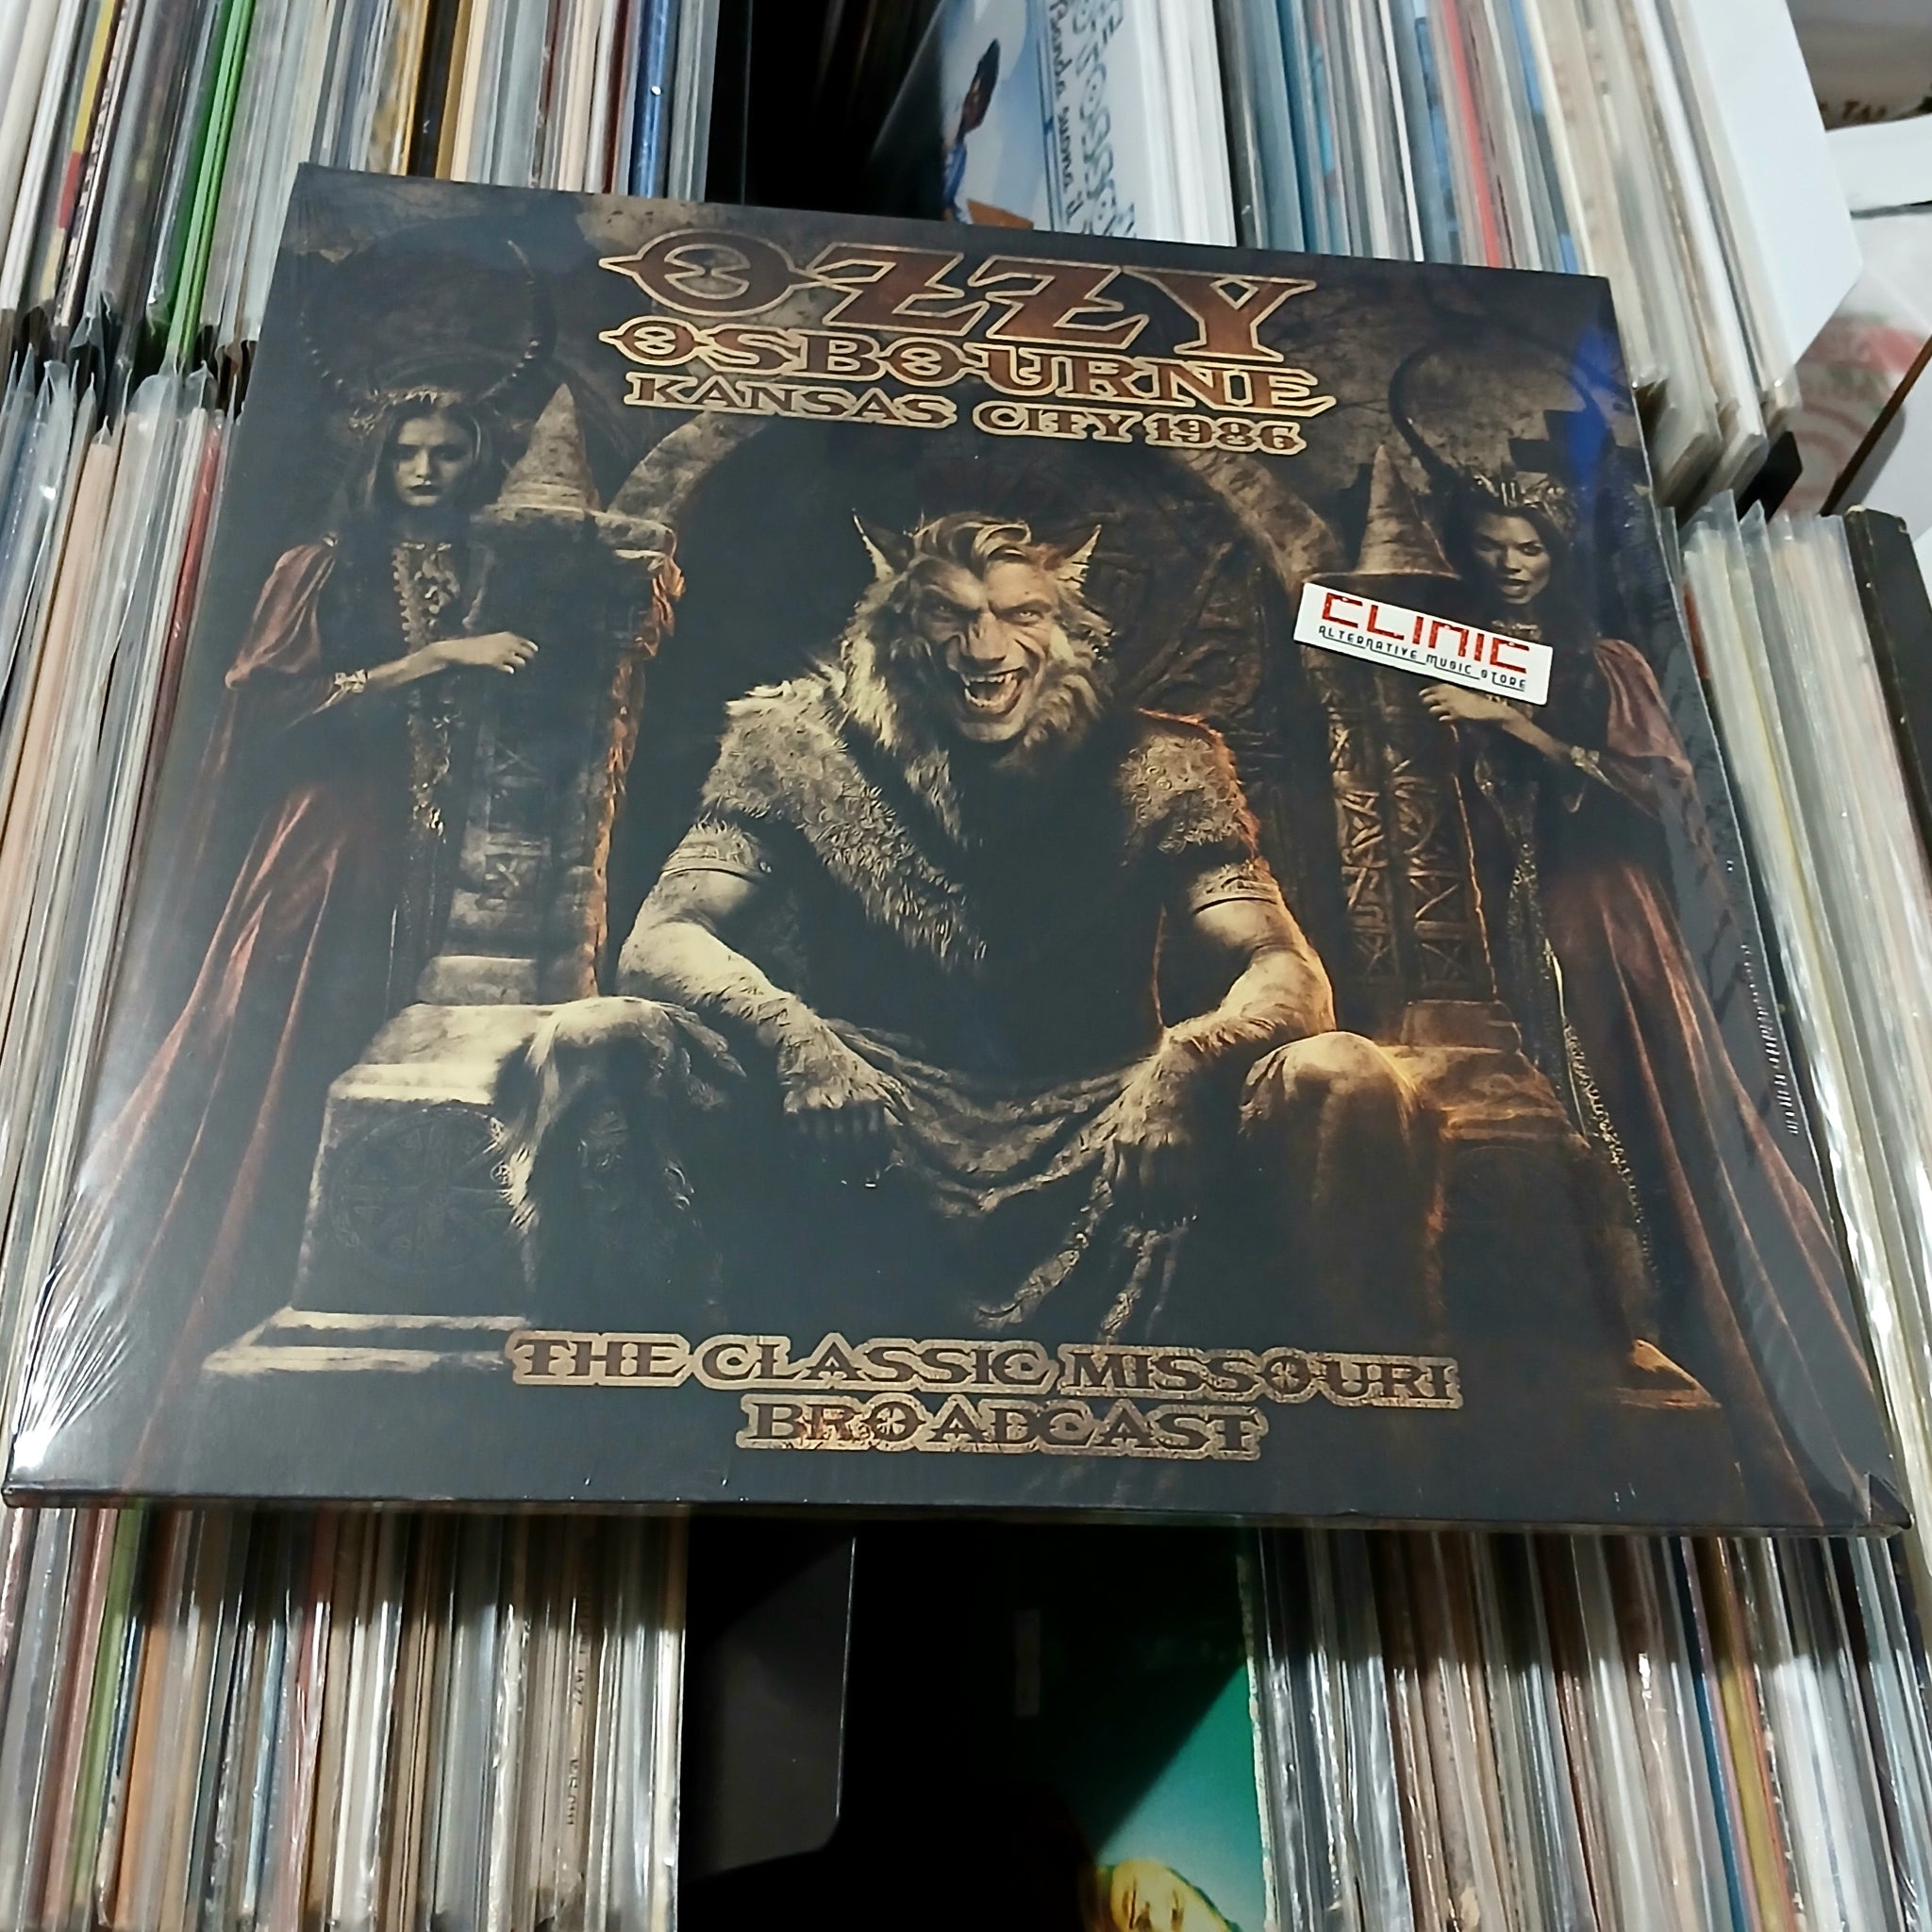 OZZY
OSBOURNE
KANSAS CITY 1986
CLINIC
ALTERNATIVE MUSIC STORE
THE CLASSIC MISSOURI
BROADCAST